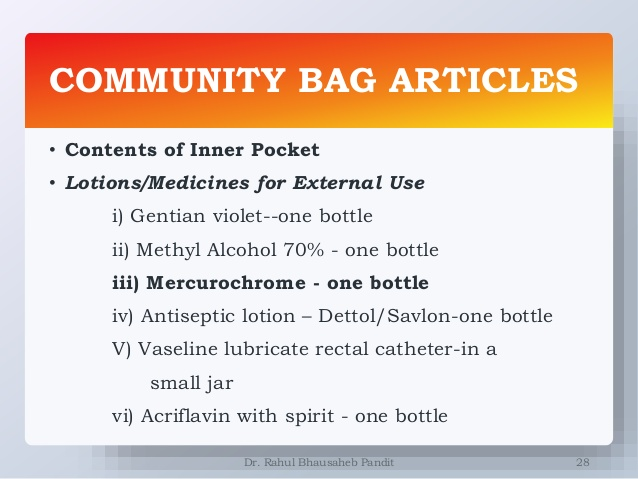 COMMUNITY BAG ARTICLES
• Contents of Inner Pocket
• Lotions/Medicines for External Use
i) Gentian violet--one bottle
ii) Methyl Alcohol 70% - one bottle
iii) Mercurochrome - one bottle
iv) Antiseptic lotion – Dettol/Savlon-one bottle
V) Vaseline lubricate rectal catheter-in a
small jar
vi) Acriflavin with spirit - one bottle
Dr. Rahul Bhausaheb Pandit 28